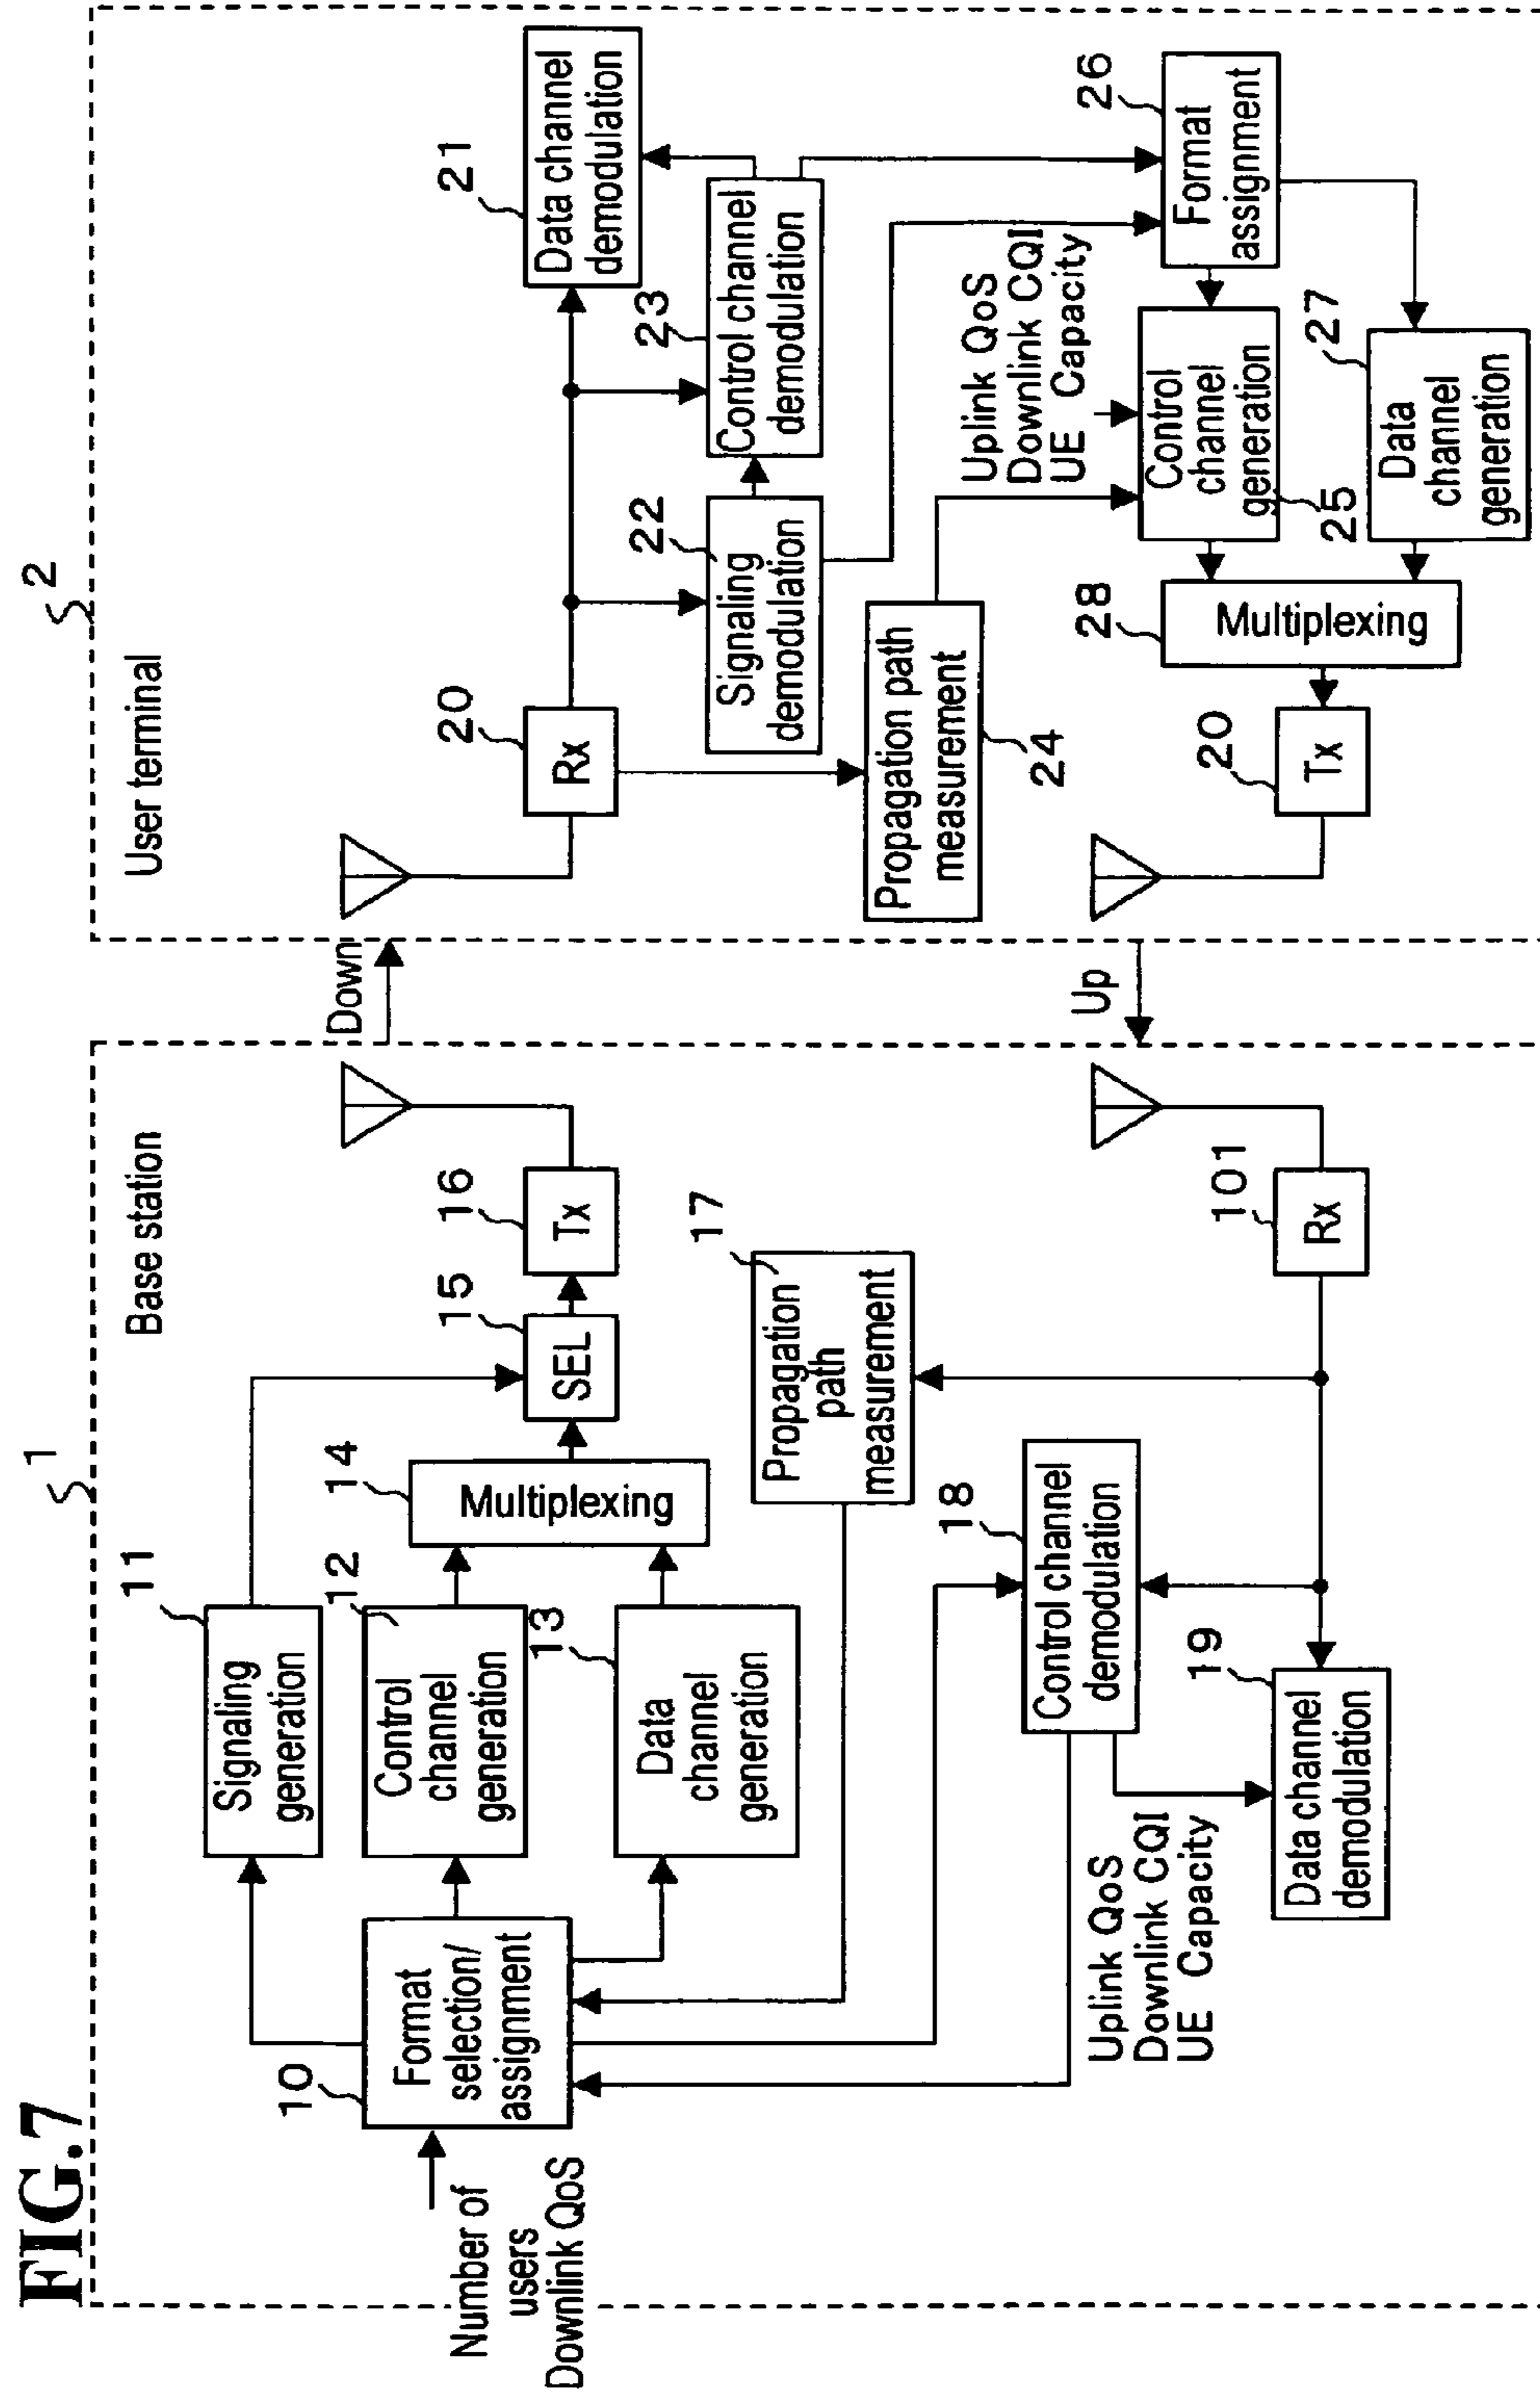 FIG.7
1
Base station
11
Signaling
generation
12
Control
channel
generation
13
Data
channel
generation
10
Format
selection/
assignment
Number of
users
Downlink QoS
14
Multiplexing
15
SEL
16
Tx
17
Propagation
path
measurement
18
Control channel
demodulation
19
Data channel
demodulation
Uplink QoS
Downlink CQI
UE Capacity
101
Rx
Down
Up
2
User terminal
20
Rx
21
Data channel
demodulation
22
Signaling
demodulation
23
Control channel
demodulation
Propagation path
measurement
24
Uplink QoS
Downlink CQI
UE Capacity
26
Format
assignment
Control
channel
generation
25
27
Data
channel
generation
28
Multiplexing
20
Tx